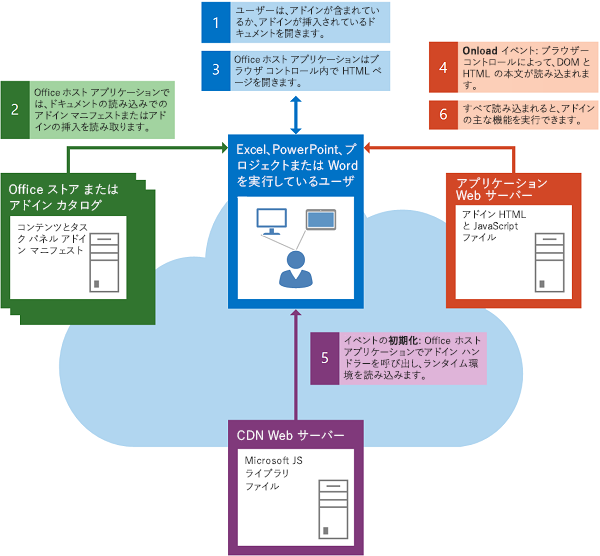 1
ユーザーは、アドインが含まれてい
るか、アドインが挿入されているド
キュメントを開きます。
3
Office ホスト アプリケーションは
ブラウザ コントロール内で HTML ペ
ージを開きます。
2
Office ホスト アプリケーションで
は、ドキュメントの読み込みでの
アドイン マニフェストまたはアド
インの挿入を読み取ります。
4
Onload イベント: ブラウザー
コントロールによって、DOM と
HTML の本文が読み込まれま
す。
6
すべて読み込まれると、アドイン
の主な機能を実行できます。
Excel、PowerPoint、プ
ロジェクトまたは Word
を実行しているユーザ
Office ストア または
アドイン カタログ
コンテンツとタス
ク パネル アドイ
ン マニフェスト
アプリケーション
Web サーバー
アドイン HTML
と JavaScript
ファイル
5
イベントの初期化: Office ホスト
アプリケーションでアドイン ハン
ドラーを呼び出し、ランタイム環
境を読み込みます。
CDN Web サーバー
Microsoft JS
ライブラリ
ファイル